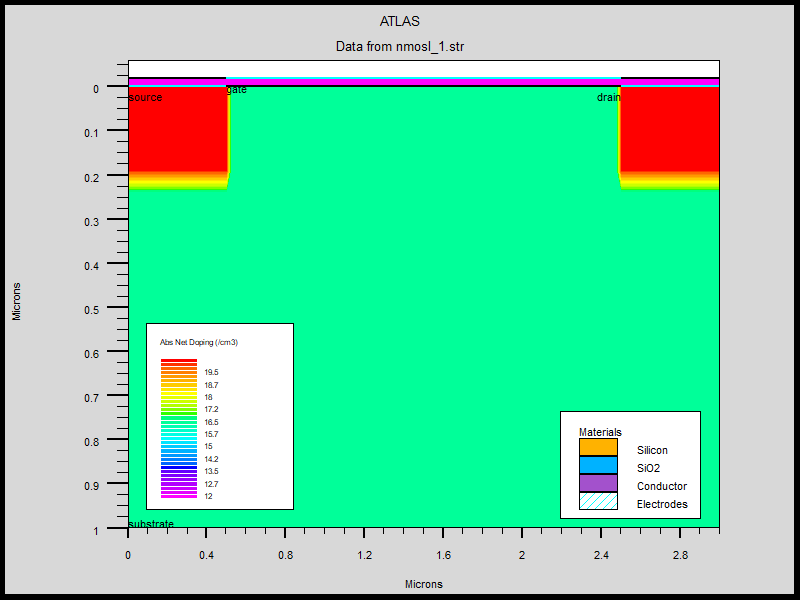 ATLAS
Data from nmosl_1.str
gate
source
drain
0
0.1
0.2
0.3
0.4
0.5
0.6
0.7
0.8
0.9
1
Microns
Abs Net Doping (/cm3)
19.5
18.7
18
17.2
16.5
15.7
15
14.2
13.5
12.7
12
Materials
Silicon
SiO2
Conductor
Electrodes
substrate
0
0.4
0.8
1.2
1.6
2
2.4
2.8
Microns